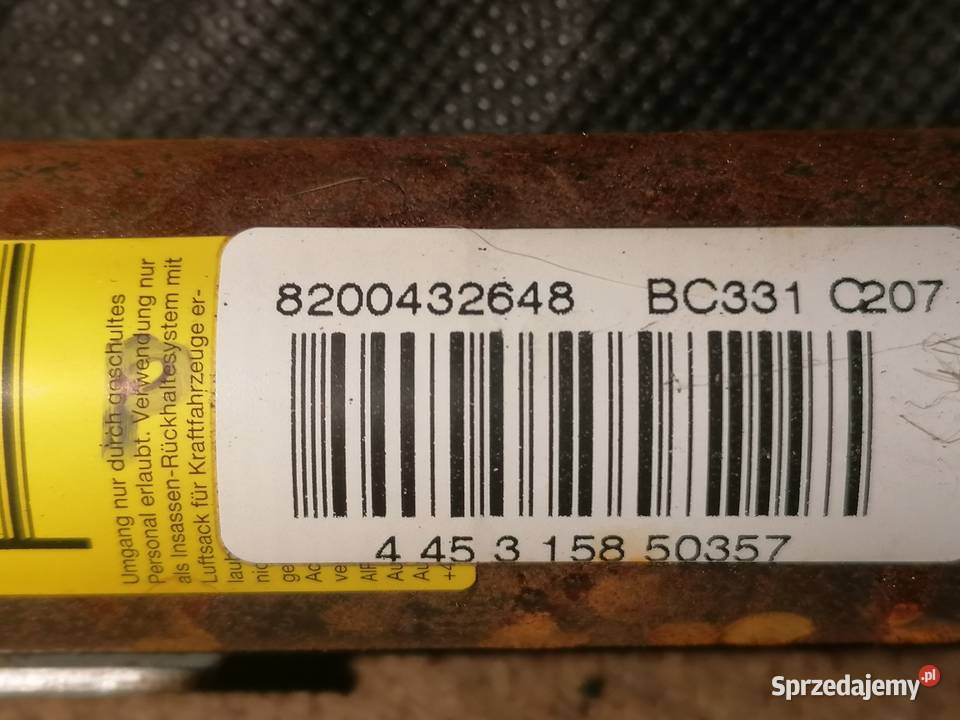 8200432648 BC331 C207
4 45 3 158 50357
Umgang nur durch geschultes
Personal erlaubt. Verwendung nur
als Insassen-Rückhaltesystem mit
Luftsack für Kraftfahrzeuge er-
Sprzedajemy.pl